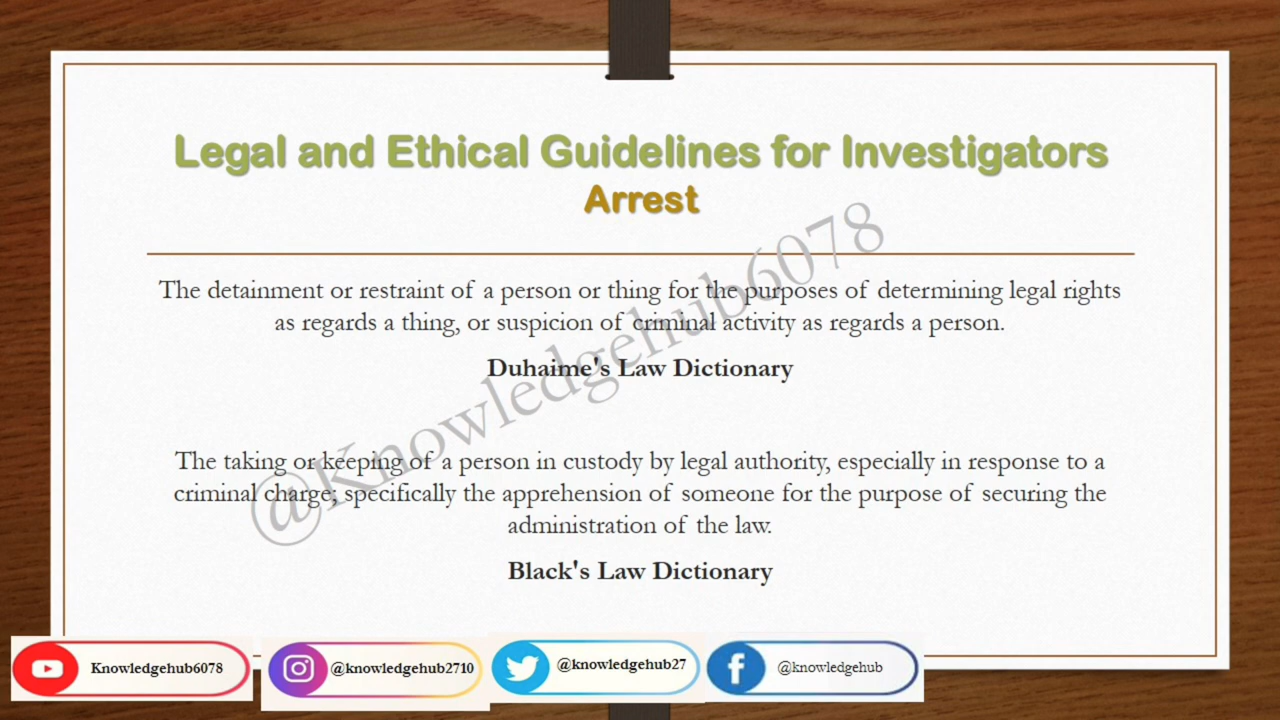 Legal and Ethical Guidelines for Investigators
Arrest
The detainment or restraint of a person or thing for the purposes of determining legal rights
as regards a thing, or suspicion of criminal activity as regards a person.
Duhaime's Law Dictionary
The taking or keeping of a person in custody by legal authority, especially in response to a
criminal charge; specifically the apprehension of someone for the purpose of securing the
administration of the law.
Black's Law Dictionary
@Knowledgehub6078
Knowledgehub6078
@knowledgehub2710
@knowledgehub27
@knowledgehub